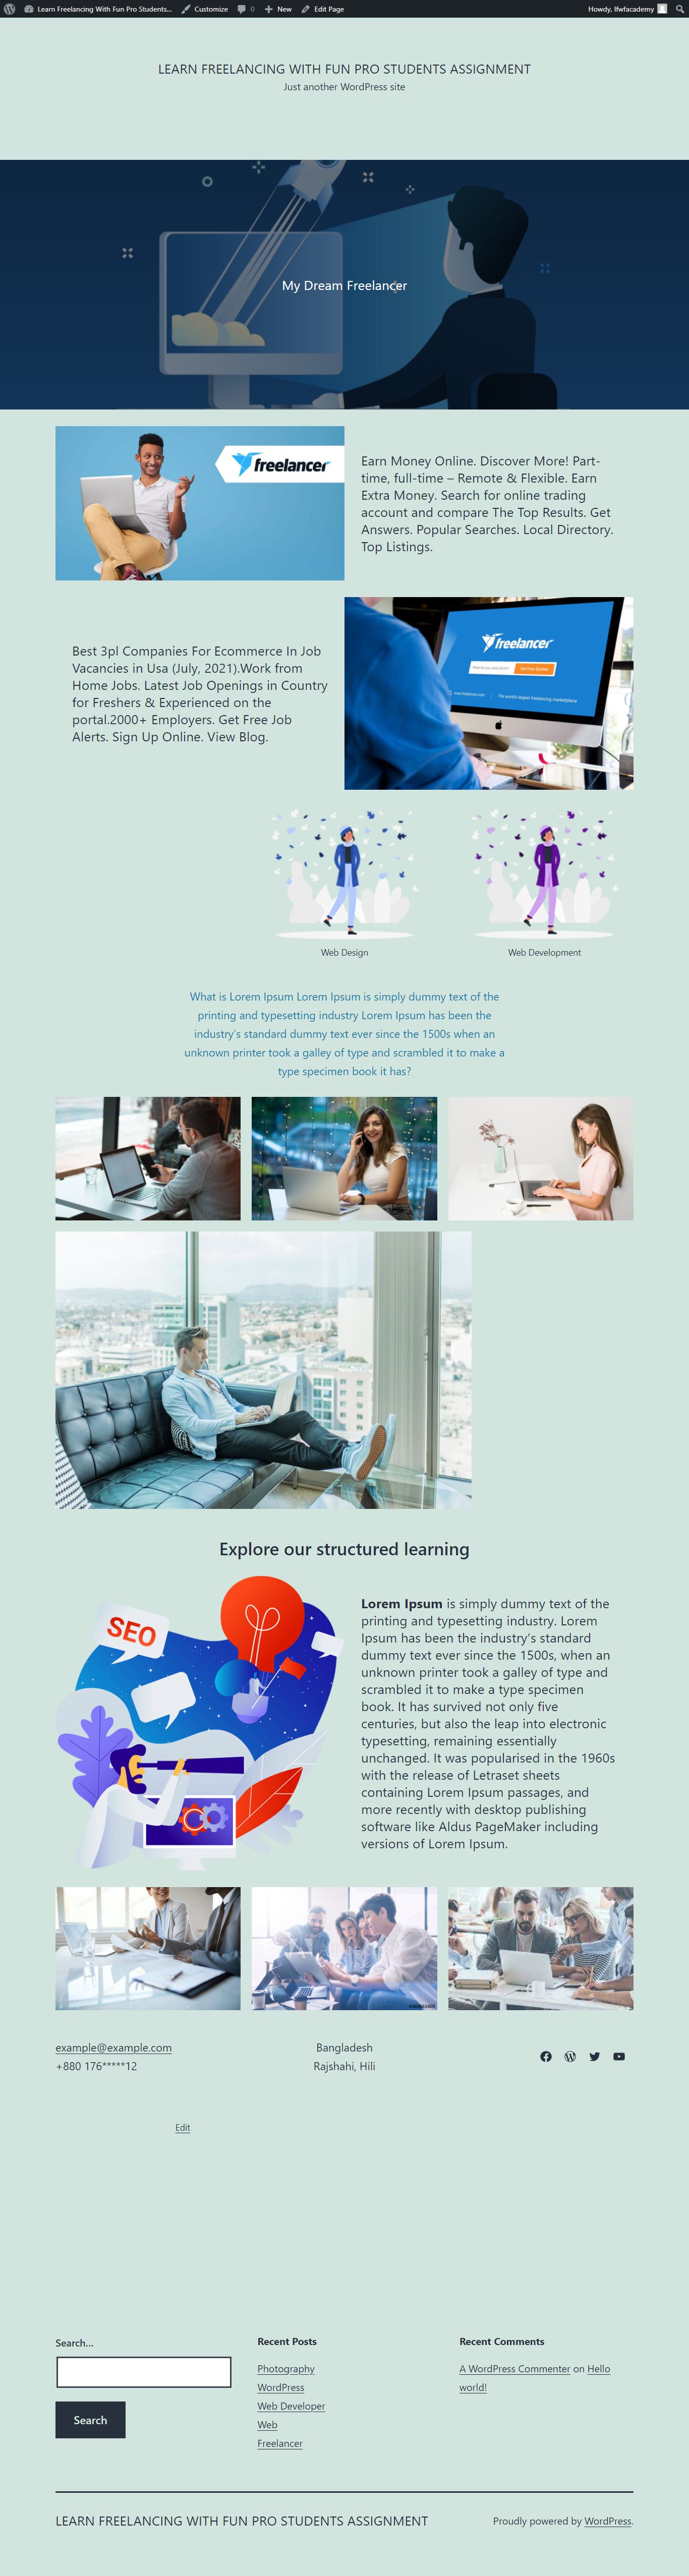 Learn Freelancing With Fun Pro Students... Customize 0 New Edit Page Howdy, lfwfacademy
LEARN FREELANCING WITH FUN PRO STUDENTS ASSIGNMENT
Just another WordPress site
My Dream Freelancer
freelancer
Earn Money Online. Discover More! Part-
time, full-time – Remote & Flexible. Earn
Extra Money. Search for online trading
account and compare The Top Results. Get
Answers. Popular Searches. Local Directory.
Top Listings.
Best 3pl Companies For Ecommerce In Job
Vacancies in Usa (July, 2021).Work from
Home Jobs. Latest Job Openings in Country
for Freshers & Experienced on the
portal.2000+ Employers. Get Free Job
Alerts. Sign Up Online. View Blog.
freelancer
What do you need done?
www.freelancer.com | The world's largest freelancing marketplace
Web Design
Web Development
What is Lorem Ipsum Lorem Ipsum is simply dummy text of the
printing and typesetting industry Lorem Ipsum has been the
industry's standard dummy text ever since the 1500s when an
unknown printer took a galley of type and scrambled it to make a
type specimen book it has?
Explore our structured learning
SEO
Lorem Ipsum is simply dummy text of the
printing and typesetting industry. Lorem
Ipsum has been the industry's standard
dummy text ever since the 1500s, when an
unknown printer took a galley of type and
scrambled it to make a type specimen
book. It has survived not only five
centuries, but also the leap into electronic
typesetting, remaining essentially
unchanged. It was popularised in the 1960s
with the release of Letraset sheets
containing Lorem Ipsum passages, and
more recently with desktop publishing
software like Aldus PageMaker including
versions of Lorem Ipsum.
example@example.com
+880 176*****12
Bangladesh
Rajshahi, Hili
Edit
Search...
Search
Recent Posts
Photography
WordPress
Web Developer
Web
Freelancer
Recent Comments
A WordPress Commenter on Hello
world!
LEARN FREELANCING WITH FUN PRO STUDENTS ASSIGNMENT
Proudly powered by WordPress.